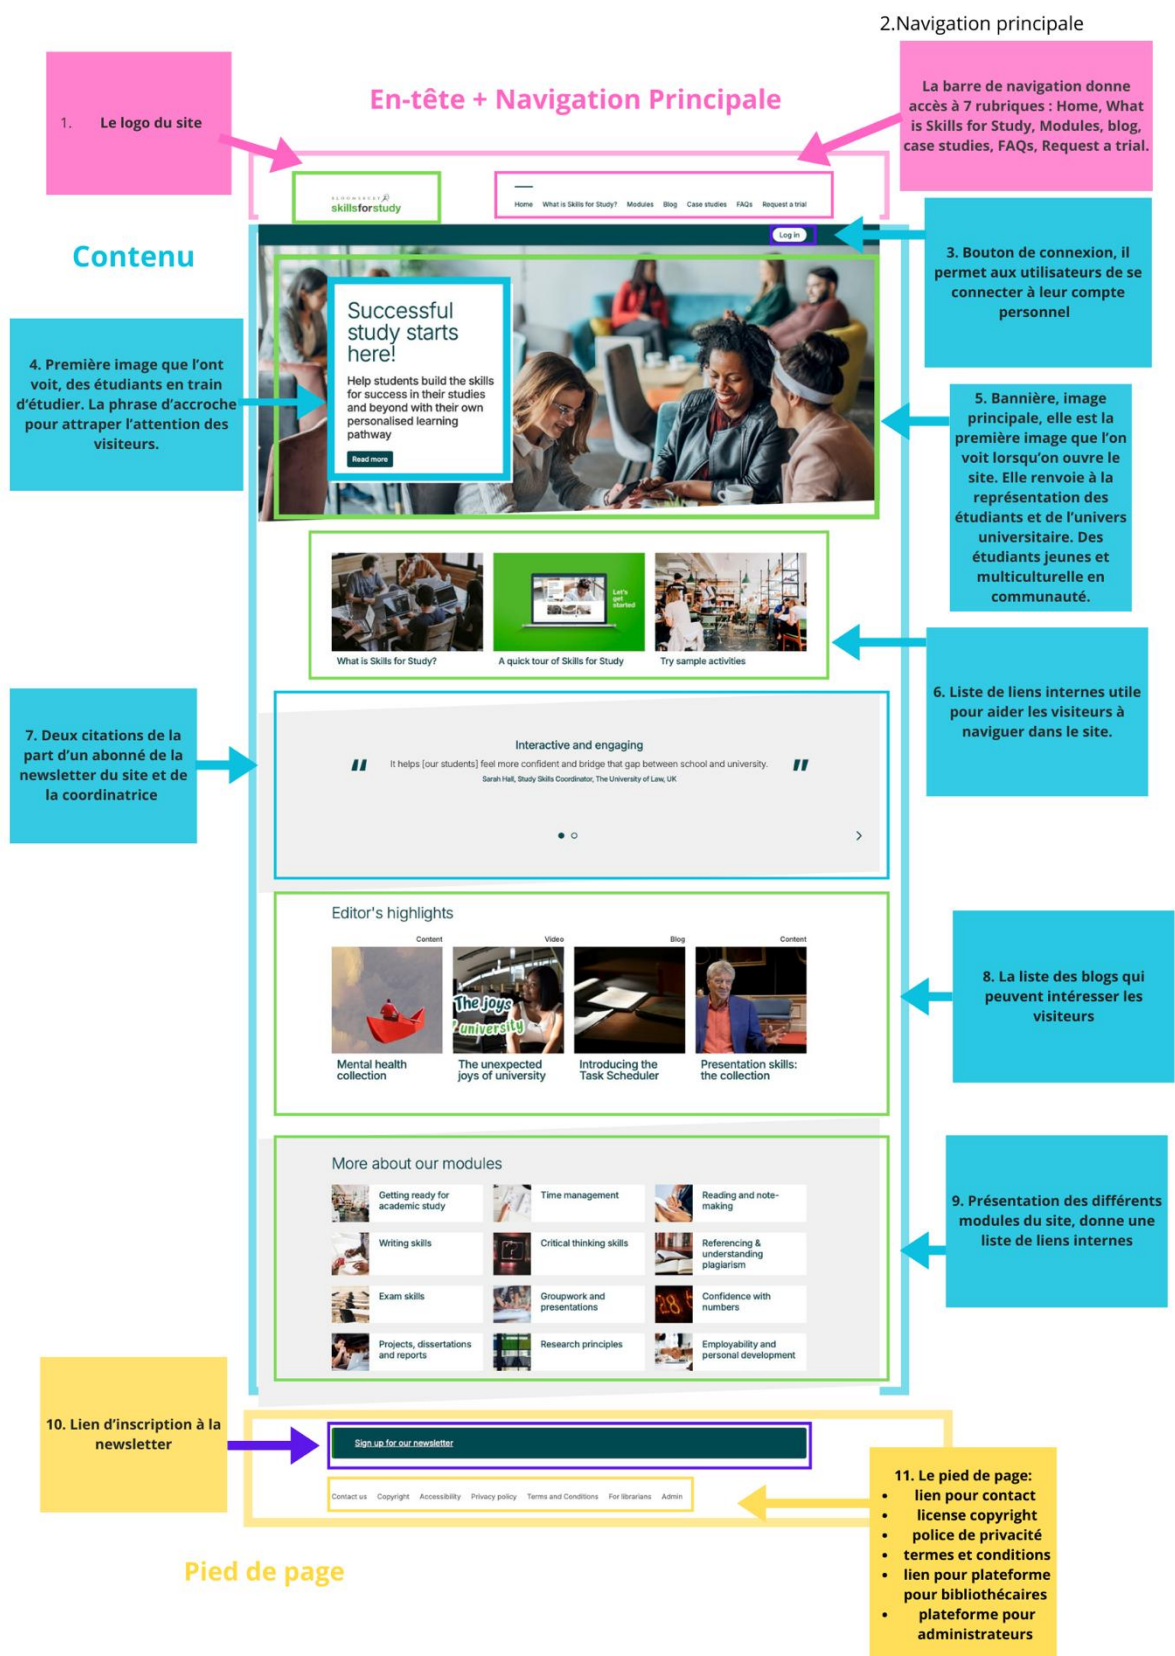 2.Navigation principale
En-tête + Navigation Principale
1. Le logo du site
La barre de navigation donne
accès à 7 rubriques : Home, What
is Skills for Study, Modules, blog,
case studies, FAQs, Request a trial.
BLOOMSBURY
skillsforstudy
Home What is Skills for Study? Modules Blog Case studies FAQs Request a trial
Contenu
Log in
3. Bouton de connexion, il
permet aux utilisateurs de se
connecter à leur compte
personnel
Successful
study starts
here!
Help students build the skills
for success in their studies
and beyond with their own
personalised learning
pathway
Read more
4. Première image que l'ont
voit, des étudiants en train
d'étudier. La phrase d'accroche
pour attraper l'attention des
visiteurs.
5. Bannière, image
principale, elle est la
première image que l'on
voit lorsqu'on ouvre le
site. Elle renvoie à la
représentation des
étudiants et de l'univers
universitaire. Des
étudiants jeunes et
multiculturelle en
communauté.
Let's
get
started
What is Skills for Study?
A quick tour of Skills for Study
Try sample activities
6. Liste de liens internes utile
pour aider les visiteurs à
naviguer dans le site.
7. Deux citations de la
part d'un abonné de la
newsletter du site et de
la coordinatrice
Interactive and engaging
" It helps [our students] feel more confident and bridge that gap between school and university. "
Sarah Hall, Study Skills Coordinator, The University of Law, UK
Editor's highlights
Content
Video
Blog
Content
The joys
university
Mental health
collection
The unexpected
joys of university
Introducing the
Task Scheduler
Presentation skills:
the collection
8. La liste des blogs qui
peuvent intéresser les
visiteurs
More about our modules
Getting ready for
academic study
Time management
Reading and note-
making
Writing skills
Critical thinking skills
Referencing &
understanding
plagiarism
Exam skills
Groupwork and
presentations
Confidence with
numbers
28
Projects, dissertations
and reports
Research principles
Employability and
personal development
9. Présentation des différents
modules du site, donne une
liste de liens internes
10. Lien d'inscription à la
newsletter
Sign up for our newsletter
Contact us Copyright Accessibility Privacy policy Terms and Conditions For librarians Admin
11. Le pied de page:
• lien pour contact
• license copyright
• police de privacité
• termes et conditions
• lien pour plateforme
pour bibliothécaires
• plateforme pour
administrateurs
Pied de page